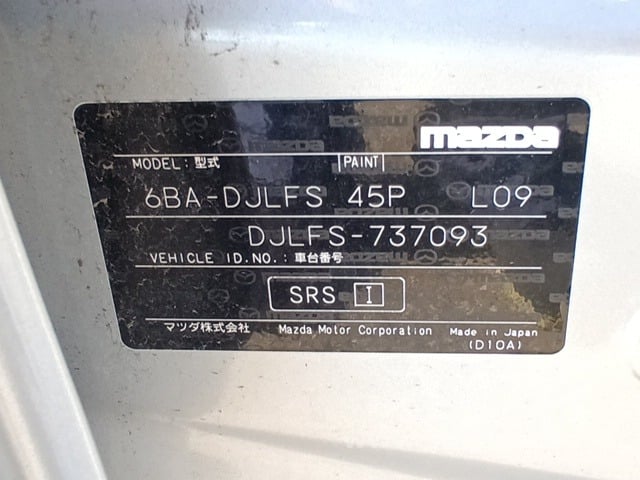 mazda
MODEL:型式 PAINT
6BA-DJLFS 45P L09
DJLFS-737093
VEHICLE ID.NO.:車台番号
SRS I
マツダ株式会社 Mazda Motor Corporation Made in Japan
(D10A)